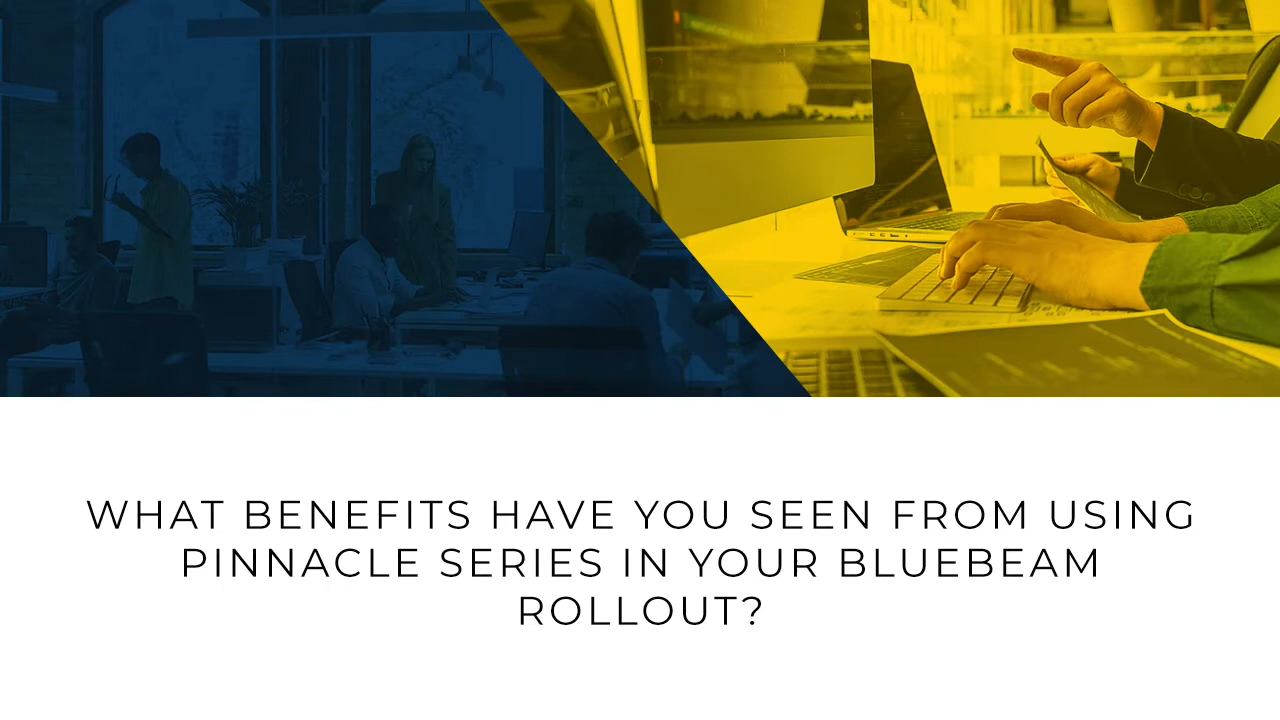 WHAT BENEFITS HAVE YOU SEEN FROM USING
PINNACLE SERIES IN YOUR BLUEBEAM
ROLLOUT?